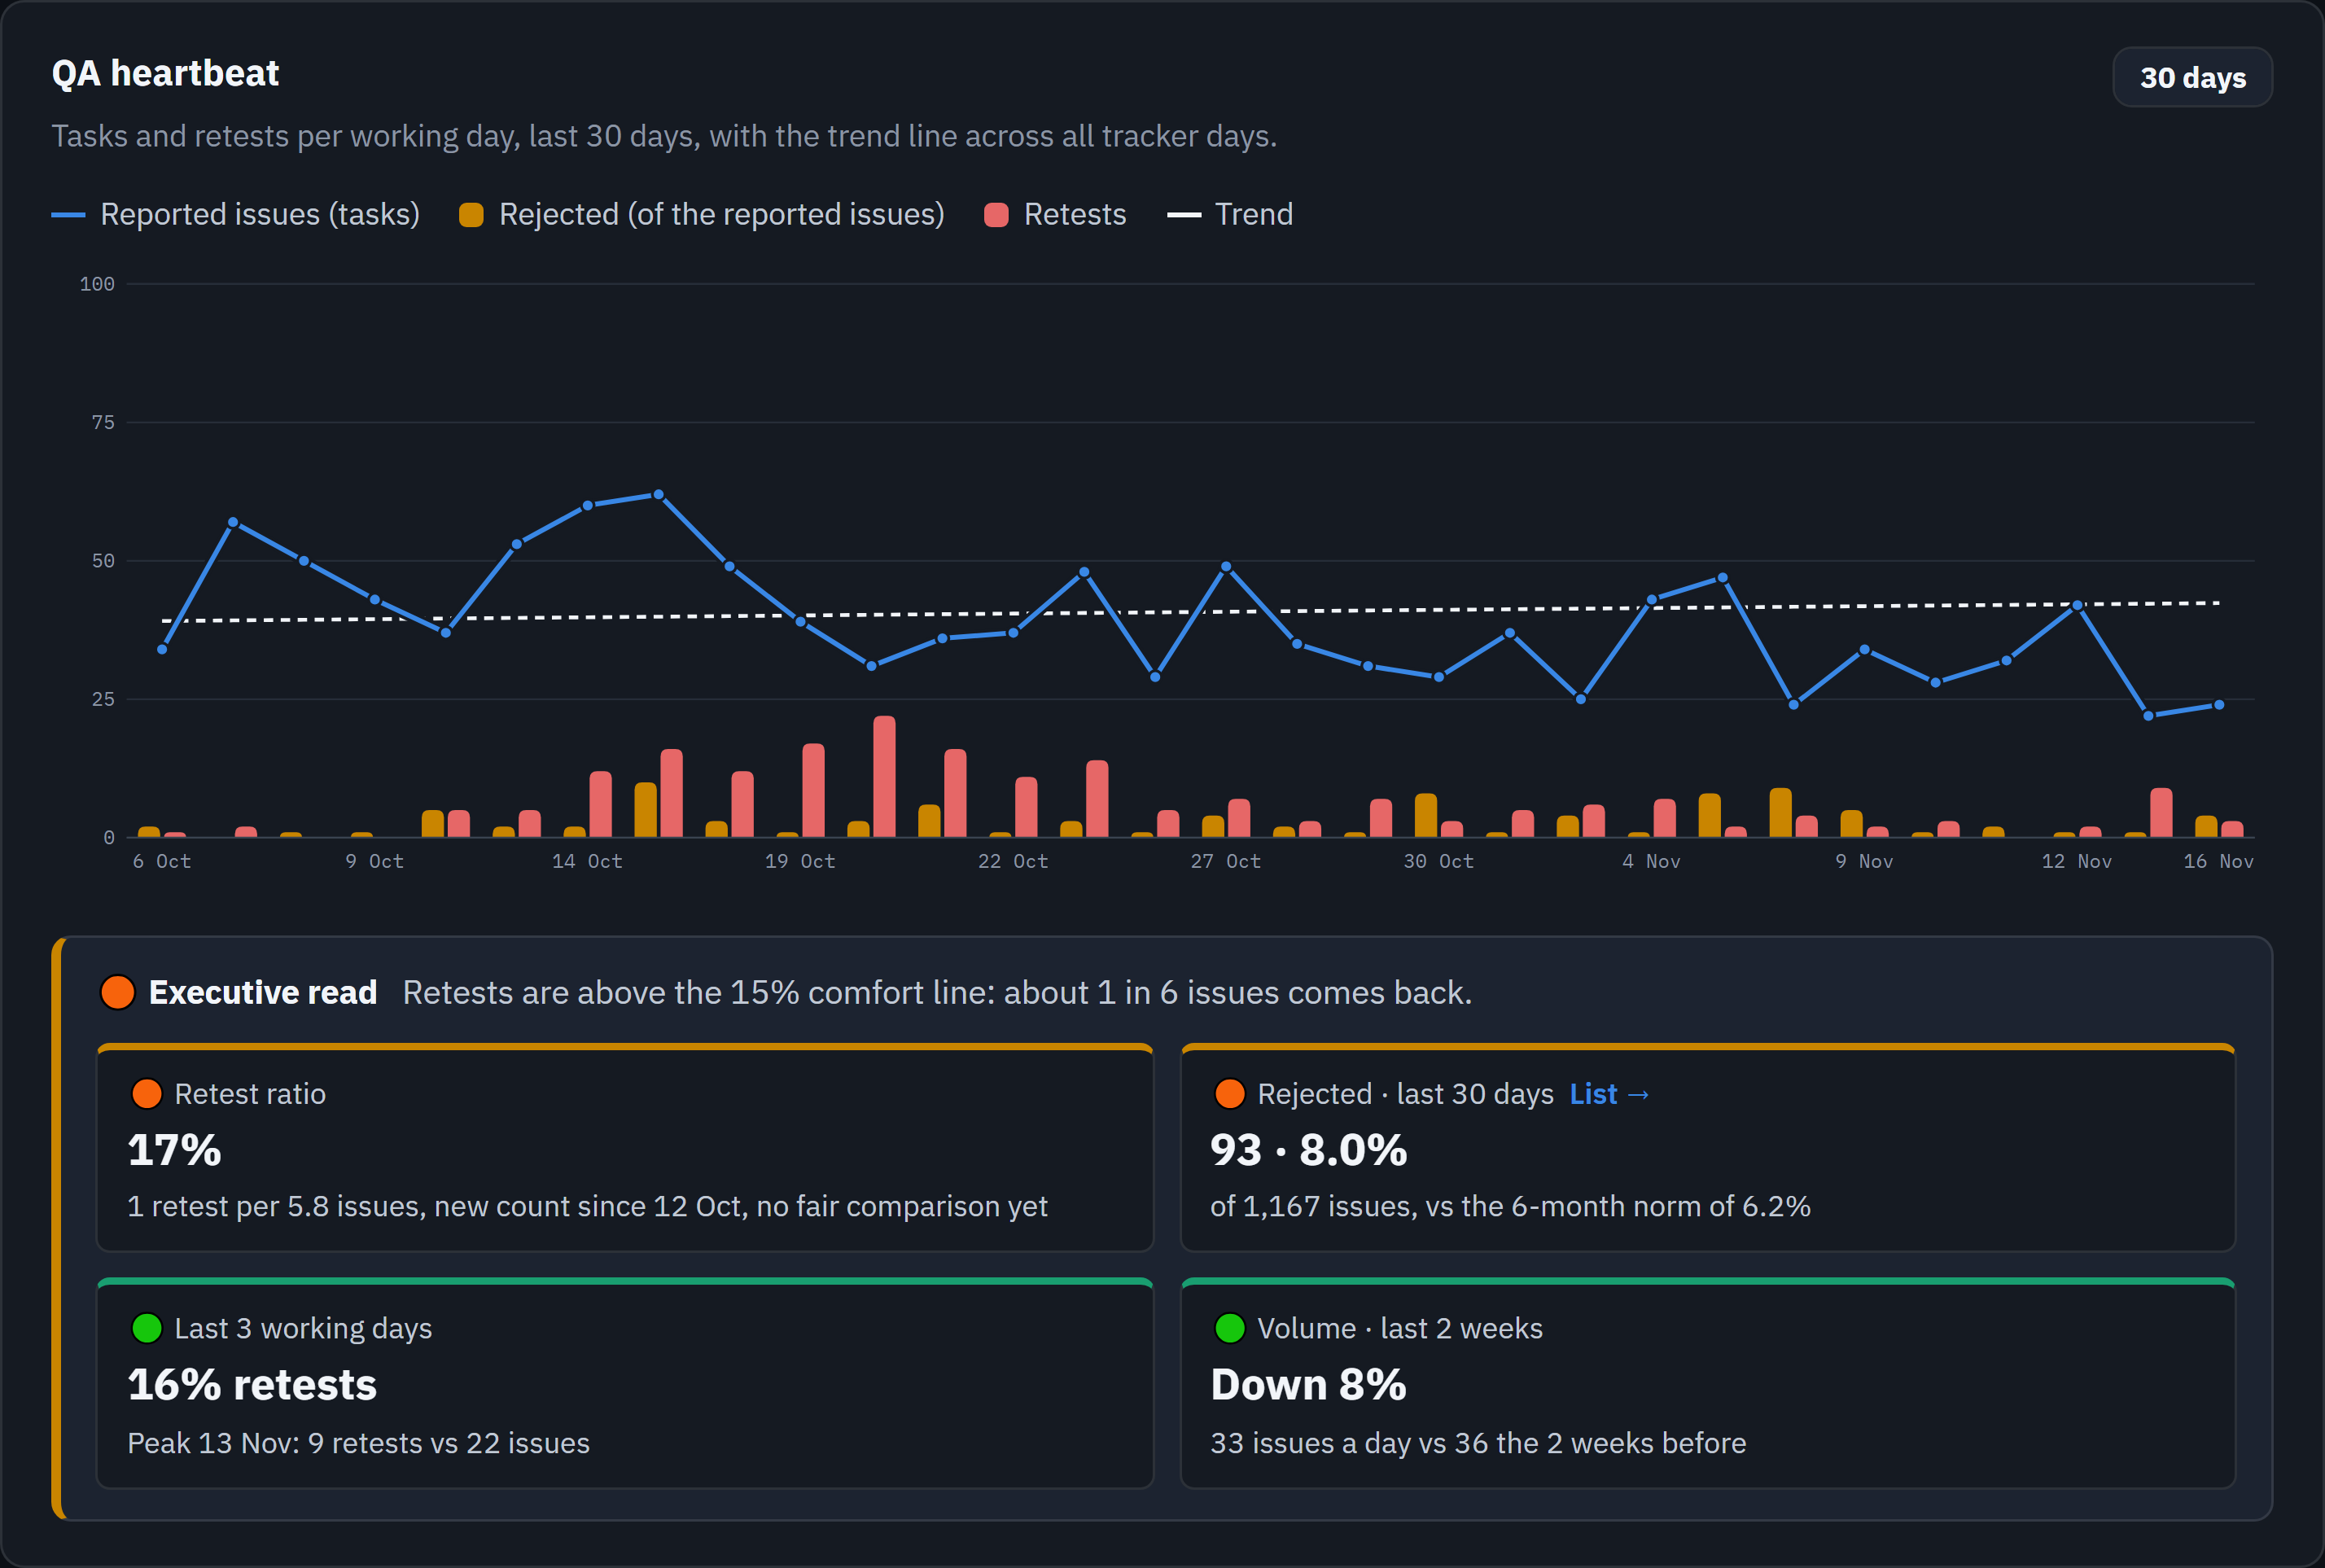 QA heartbeat
30 days
Tasks and retests per working day, last 30 days, with the trend line across all tracker days.
Reported issues (tasks) Rejected (of the reported issues) Retests Trend
100
75
50
25
0
6 Oct 9 Oct 14 Oct 19 Oct 22 Oct 27 Oct 30 Oct 4 Nov 9 Nov 12 Nov 16 Nov
Executive read Retests are above the 15% comfort line: about 1 in 6 issues comes back.
Retest ratio
17%
1 retest per 5.8 issues, new count since 12 Oct, no fair comparison yet
Rejected · last 30 days List →
93 · 8.0%
of 1,167 issues, vs the 6-month norm of 6.2%
Last 3 working days
16% retests
Peak 13 Nov: 9 retests vs 22 issues
Volume · last 2 weeks
Down 8%
33 issues a day vs 36 the 2 weeks before